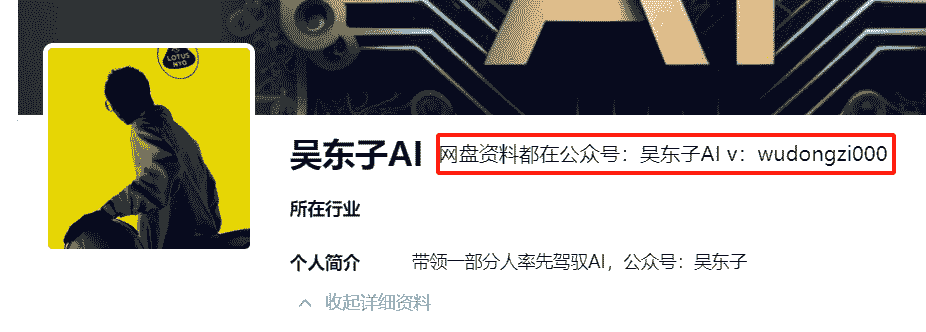 AI
LOTUS
NYO
吴东子AI 网盘资料都在公众号：吴东子AI v：wudongzi000
所在行业
个人简介 带领一部分人率先驾驭AI，公众号：吴东子
收起详细资料